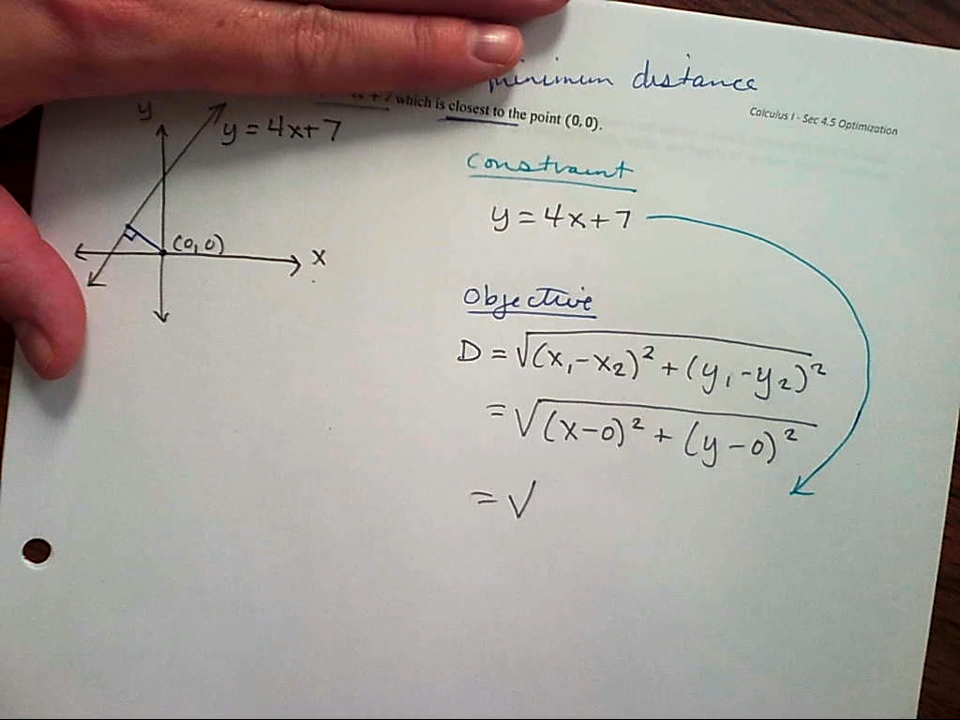 minimum distance
+ 7 which is closest to the point (0, 0).
Calculus I - Sec 4.5 Optimization
y
y = 4x+7
(0,0)
x
Constraint
y = 4x+7
Objective
D = √(x₁-x₂)² + (y₁-y₂)²
= √(x-0)² + (y-0)²
= √